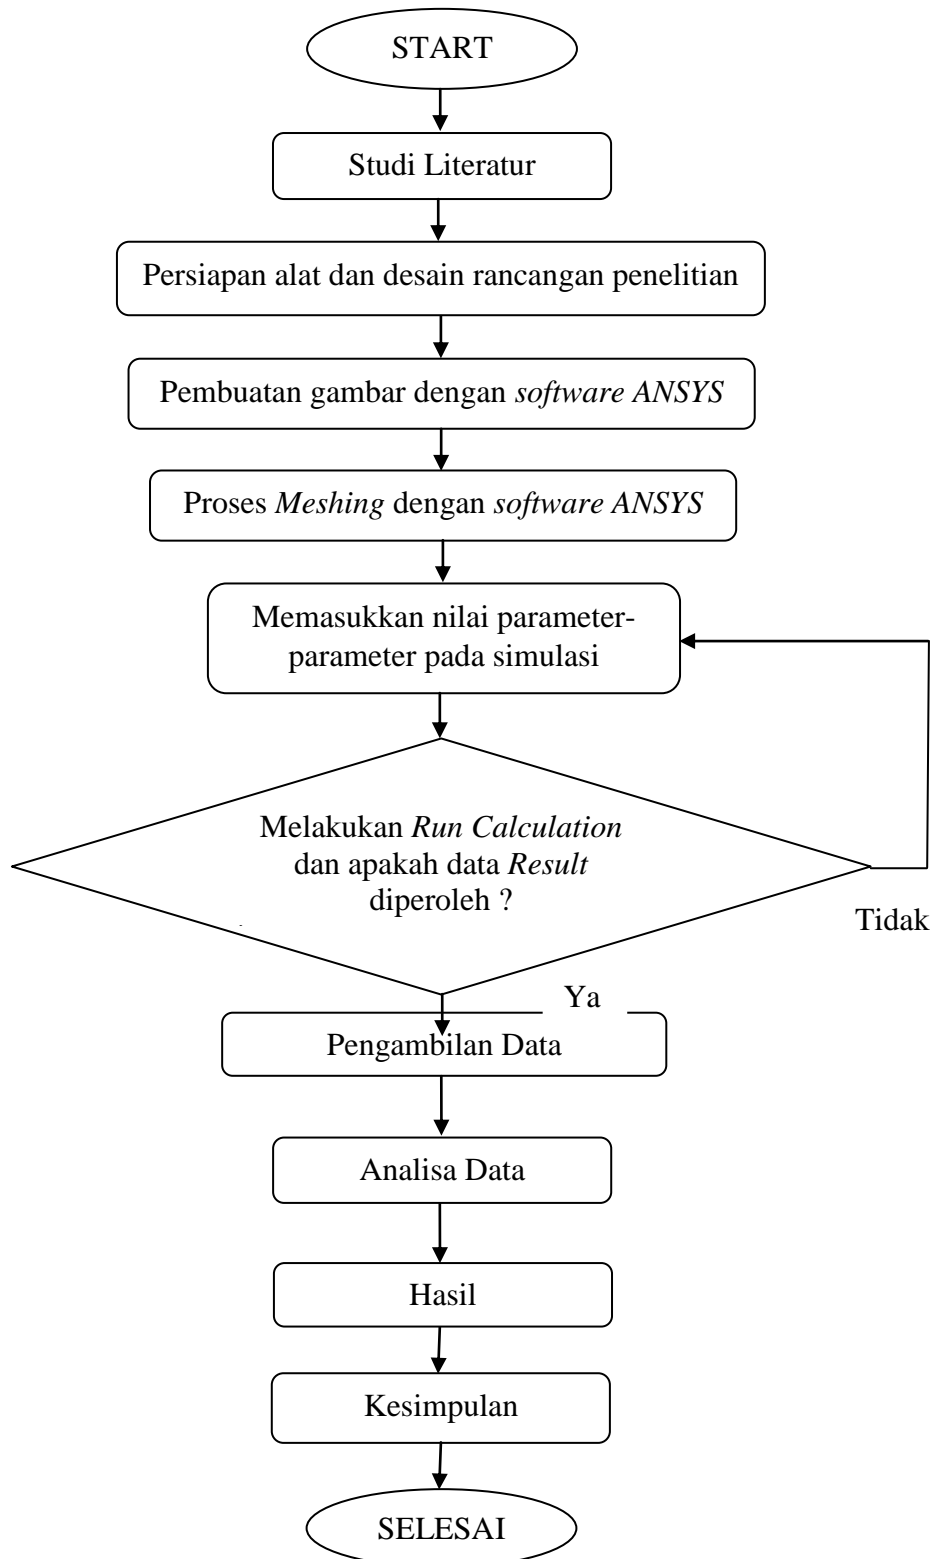 START
Studi Literatur
Persiapan alat dan desain rancangan penelitian
Pembuatan gambar dengan software ANSYS
Proses Meshing dengan software ANSYS
Memasukkan nilai parameter-
parameter pada simulasi
Melakukan Run Calculation
dan apakah data Result
diperoleh ?
Tidak
Ya
Pengambilan Data
Analisa Data
Hasil
Kesimpulan
SELESAI